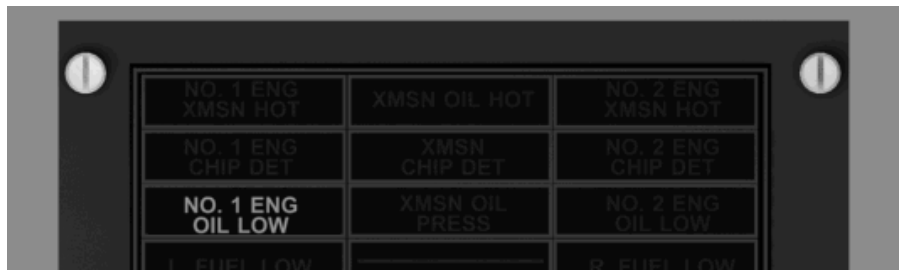 NO. 1 ENG
XMSN HOT
XMSN OIL HOT
NO. 2 ENG
XMSN HOT
NO. 1 ENG
CHIP DET
XMSN
CHIP DET
NO. 2 ENG
CHIP DET
NO. 1 ENG
OIL LOW
XMSN OIL
PRESS
NO. 2 ENG
OIL LOW
L. FUEL LOW
R. FUEL LOW